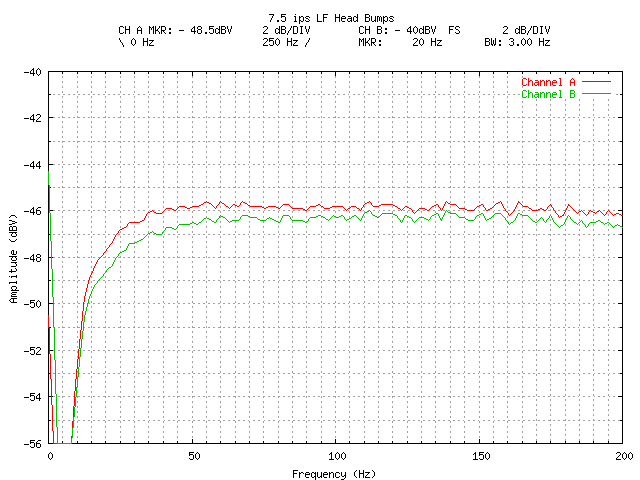 7.5 ips LF Head Bumps
CH A MKR: - 48.5dBV 2 dB/DIV CH B: - 40dBV FS 2 dB/DIV
\ 0 Hz 250 Hz / MKR: 20 Hz BW: 3.00 Hz
-40
Channel A
Channel B
-42
-44
-46
-48
-50
-52
-54
-56
Amplitude (dBV)
0 50 100 150 200
Frequency (Hz)